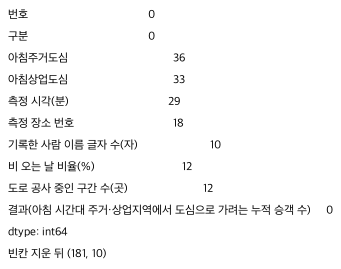 번호 0
구분 0
아침주거도심 36
아침상업도심 33
측정 시각(분) 29
측정 장소 번호 18
기록한 사람 이름 글자 수(자) 10
비 오는 날 비율(%) 12
도로 공사 중인 구간 수(곳) 12
결과(아침 시간대 주거·상업지역에서 도심으로 가려는 누적 승객 수) 0
dtype: int64
빈칸 지운 뒤 (181, 10)